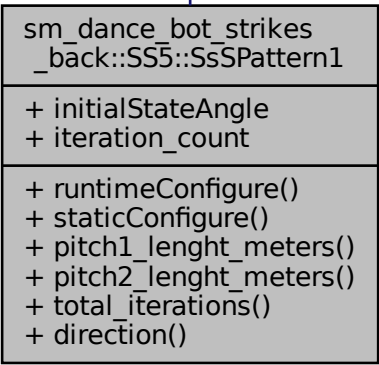 sm_dance_bot_strikes
_back::SS5::SsSPattern1
+ initialStateAngle
+ iteration_count
+ runtimeConfigure()
+ staticConfigure()
+ pitch1_lenght_meters()
+ pitch2_lenght_meters()
+ total_iterations()
+ direction()